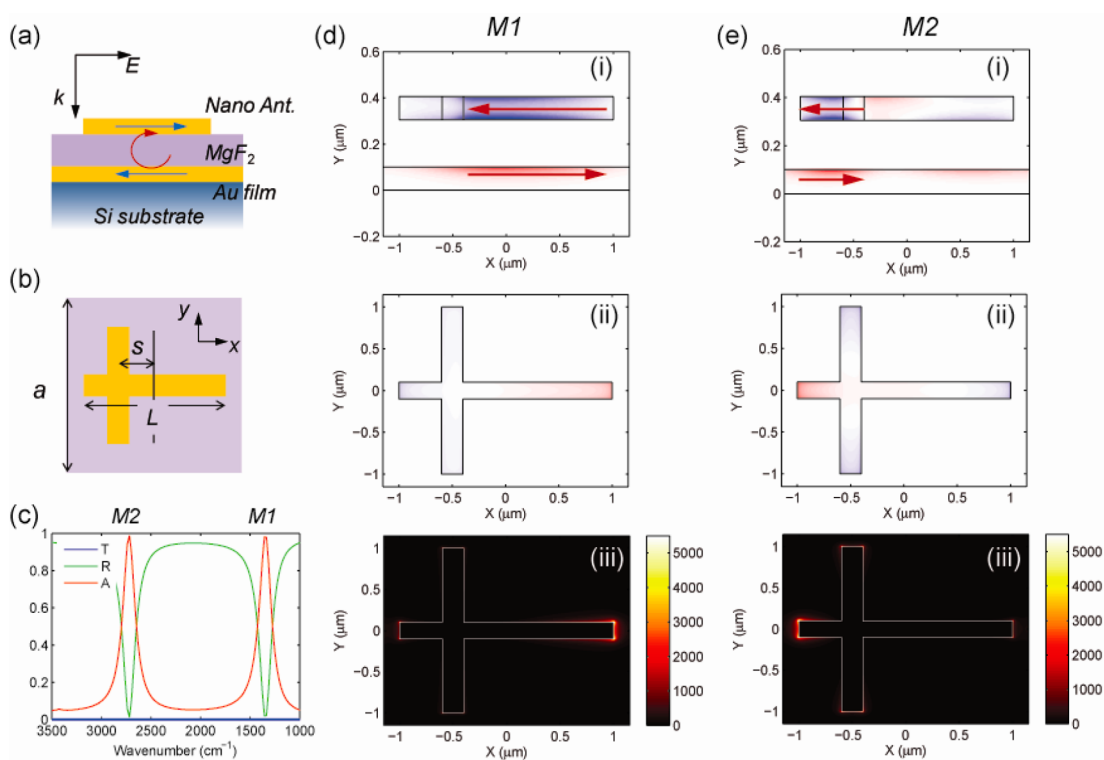 (a)
E
k
Nano Ant.
MgF2
Au film
Si substrate
(b)
y
x
s
a
L
(c)
M2 M1
1
0.8
0.6
0.4
0.2
0
T
R
A
3500 3000 2500 2000 1500 1000
Wavenumber (cm⁻¹)
(d) M1
(i)
0.6
0.4
0.2
0
−0.2
Y (μm)
−1 −0.5 0 0.5 1
X (μm)
(ii)
1
0.5
0
−0.5
−1
Y (μm)
−1 −0.5 0 0.5 1
X (μm)
(iii)
1
0.5
0
−0.5
−1
Y (μm)
−1 −0.5 0 0.5 1
X (μm)
5000
4000
3000
2000
1000
0
(e) M2
(i)
0.6
0.4
0.2
0
−0.2
Y (μm)
−1 −0.5 0 0.5 1
X (μm)
(ii)
1
0.5
0
−0.5
−1
Y (μm)
−1 −0.5 0 0.5 1
X (μm)
(iii)
1
0.5
0
−0.5
−1
Y (μm)
−1 −0.5 0 0.5 1
X (μm)
5000
4000
3000
2000
1000
0